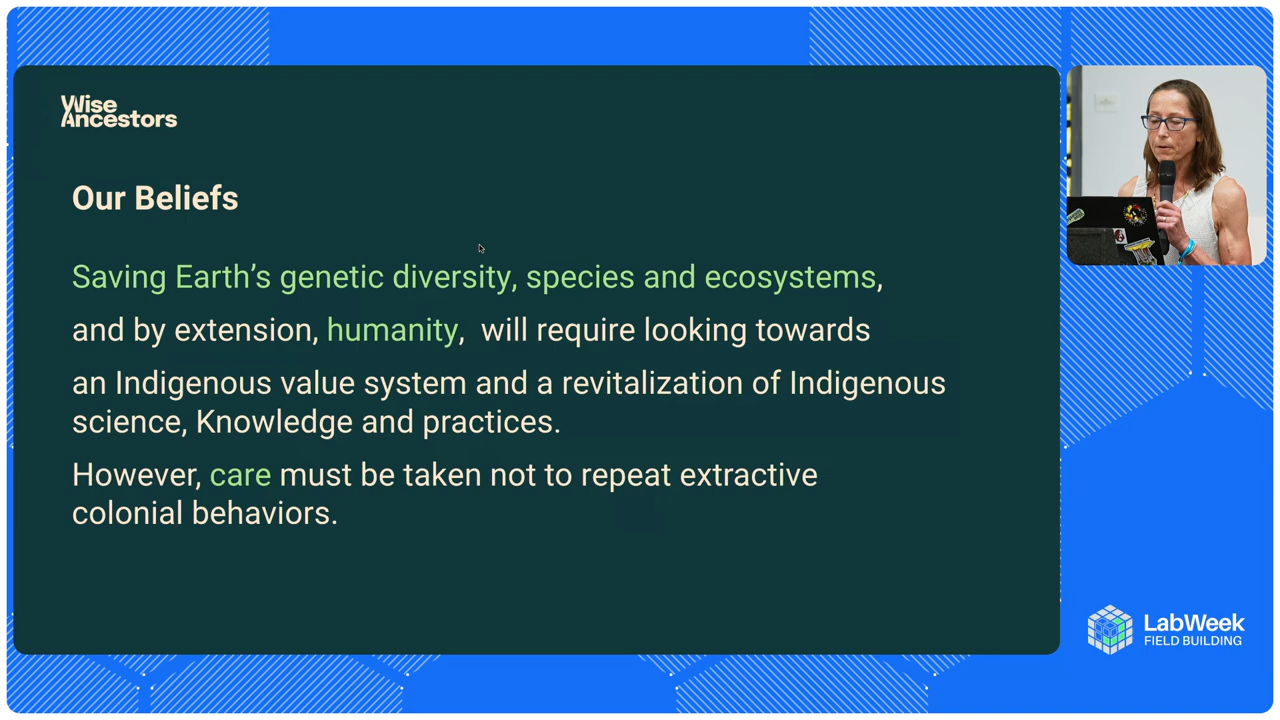 Wise
Ancestors
Our Beliefs
Saving Earth’s genetic diversity, species and ecosystems,
and by extension, humanity,  will require looking towards
an Indigenous value system and a revitalization of Indigenous
science, Knowledge and practices.
However, care must be taken not to repeat extractive
colonial behaviors.
LabWeek
FIELD BUILDING